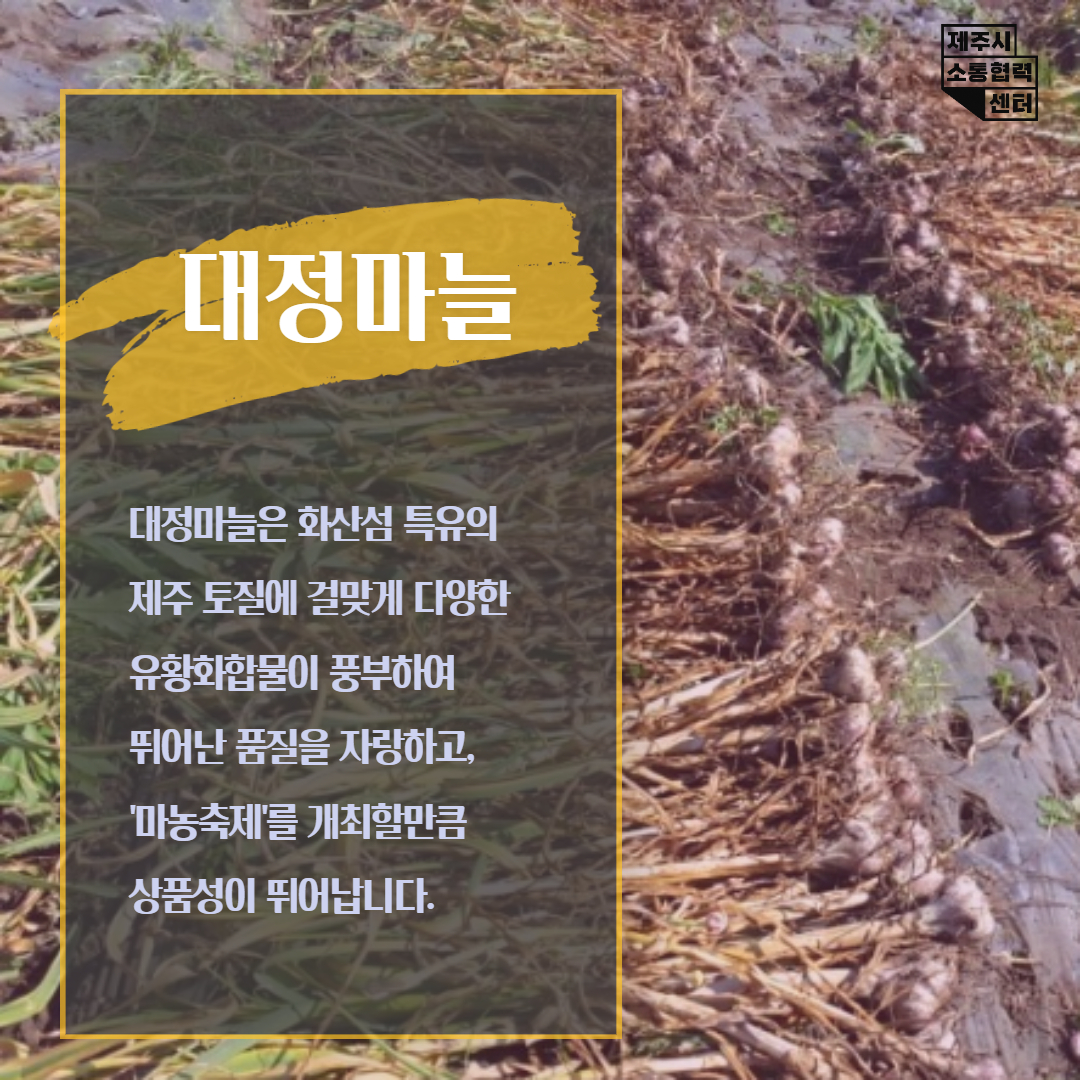 제주시
소통협력
센터
대정마늘
대정마늘은 화산섬 특유의
제주 토질에 걸맞게 다양한
유황화합물이 풍부하여
뛰어난 품질을 자랑하고,
'마농축제'를 개최할만큼
상품성이 뛰어납니다.